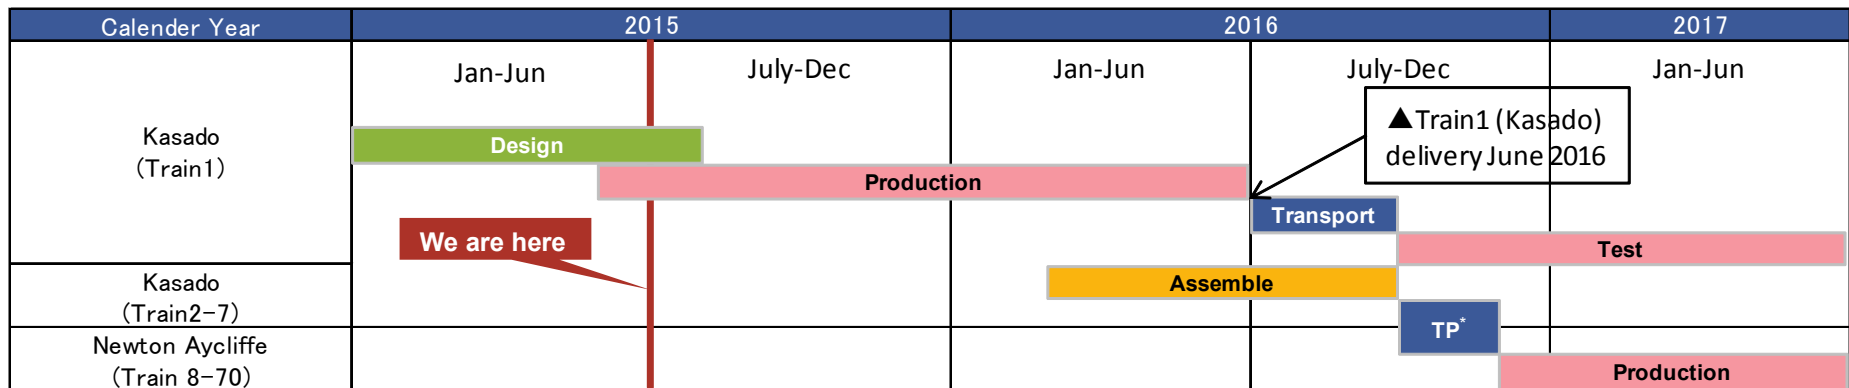 Calender Year 2015 2016 2017
Jan-Jun July-Dec Jan-Jun July-Dec Jan-Jun
Kasado
(Train1)
Design
Production
▲Train1 (Kasado)
delivery June 2016
Transport
We are here
Test
Kasado
(Train2-7)
Assemble
TP*
Newton Aycliffe
(Train 8-70)
Production